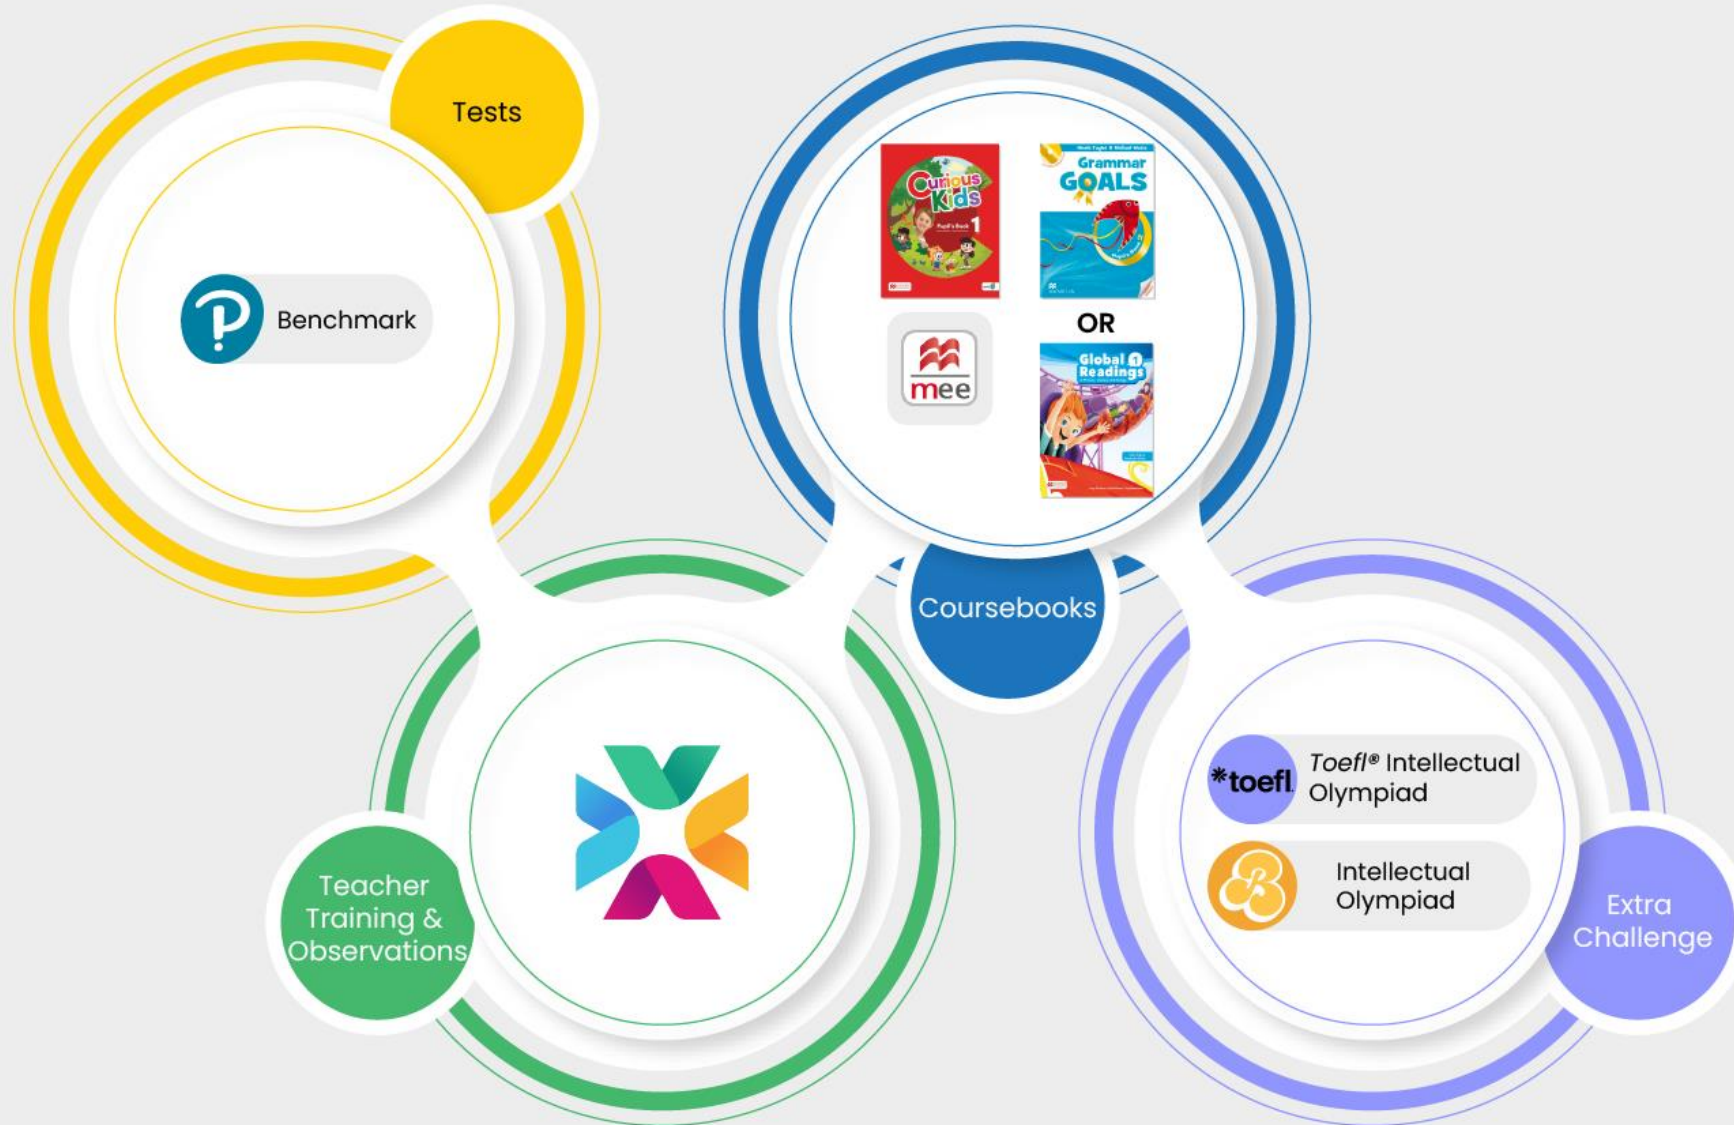 Tests
Benchmark
Curious
Kids
Pupil's Book 1
mee
Grammar
GOALS
OR
Global 1
Readings
Coursebooks
Teacher
Training &
Observations
*toefl
Toefl® Intellectual
Olympiad
Intellectual
Olympiad
Extra
Challenge